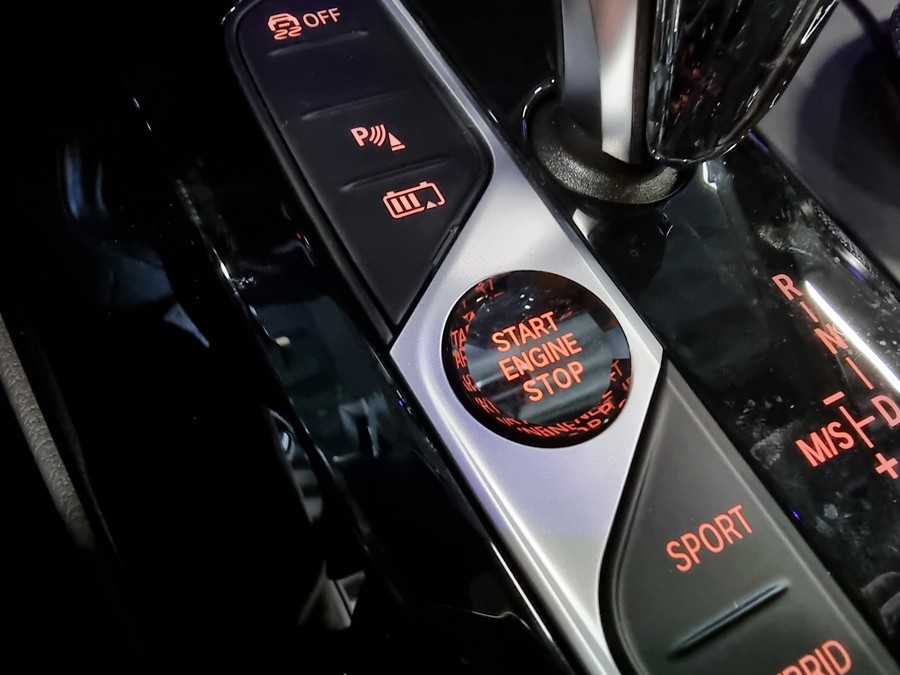 OFF
P
START
ENGINE
STOP
R
N
D
M/S
+
SPORT